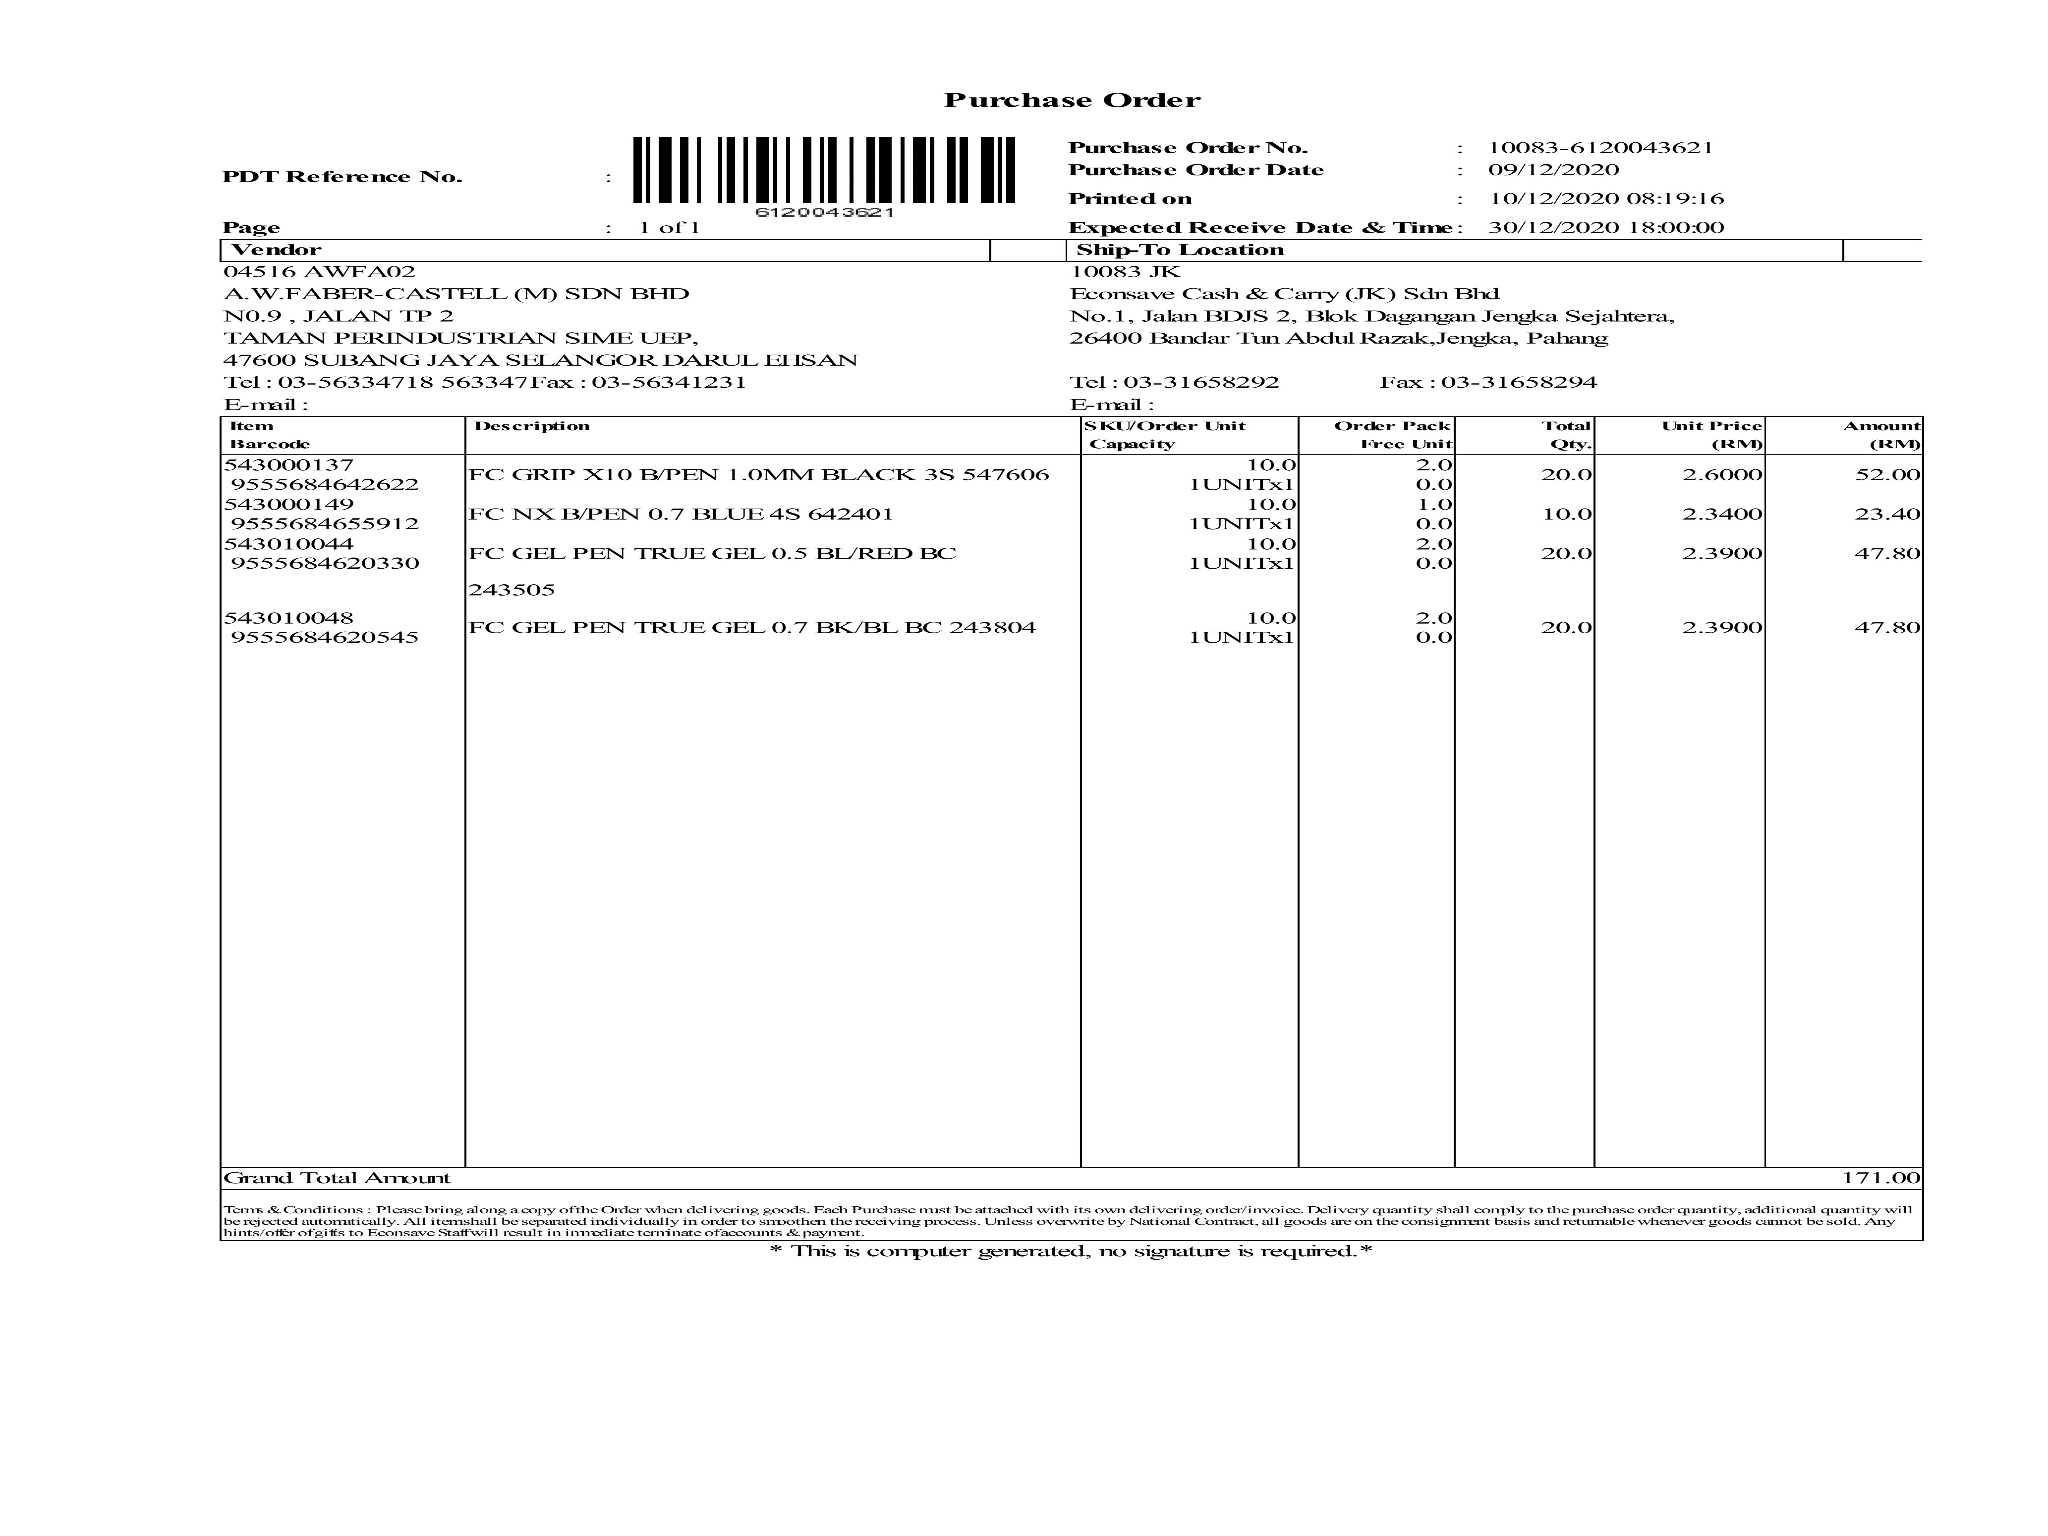 Purchase Order
PDT Reference No. :
6120043621
Page : 1 of 1
Purchase Order No. : 10083-6120043621
Purchase Order Date : 09/12/2020
Printed on : 10/12/2020 08:19:16
Expected Receive Date & Time : 30/12/2020 18:00:00
Vendor
04516 AWFA02
A.W.FABER-CASTELL (M) SDN BHD
N0.9 , JALAN TP 2
TAMAN PERINDUSTRIAN SIME UEP,
47600 SUBANG JAYA SELANGOR DARUL EHSAN
Tel : 03-56334718 563347 Fax : 03-56341231
E-mail :
Ship-To Location
10083 JK
Econsave Cash & Carry (JK) Sdn Bhd
No.1, Jalan BDJS 2, Blok Dagangan Jengka Sejahtera,
26400 Bandar Tun Abdul Razak,Jengka, Pahang
Tel : 03-31658292 Fax : 03-31658294
E-mail :
Item Description SKU/Order Unit Order Pack Total Unit Price Amount
Barcode Capacity Free Unit Qty. (RM) (RM)
543000137 10.0 2.0
FC GRIP X10 B/PEN 1.0MM BLACK 3S 547606 20.0 2.6000 52.00
9555684642622 1UNITx1 0.0
543000149 10.0 1.0
FC NX B/PEN 0.7 BLUE 4S 642401 10.0 2.3400 23.40
9555684655912 1UNITx1 0.0
543010044 10.0 2.0
FC GEL PEN TRUE GEL 0.5 BL/RED BC 20.0 2.3900 47.80
9555684620330 1UNITx1 0.0
243505
543010048 10.0 2.0
FC GEL PEN TRUE GEL 0.7 BK/BL BC 243804 20.0 2.3900 47.80
9555684620545 1UNITx1 0.0
Grand Total Amount 171.00
Terms & Conditions : Please bring along a copy of the Order when delivering goods. Each Purchase must be attached with its own delivering order/invoice. Delivery quantity shall comply to the purchase order quantity, additional quantity will
be rejected automatically. All item shall be separated individually in order to smoothen the receiving process. Unless overwrite by National Contract, all goods are on the consignment basis and returnable whenever goods cannot be sold. Any
hints/offer of gifts to Econsave Staff will result in immediate terminate of accounts & payment.
* This is computer generated, no signature is required.*